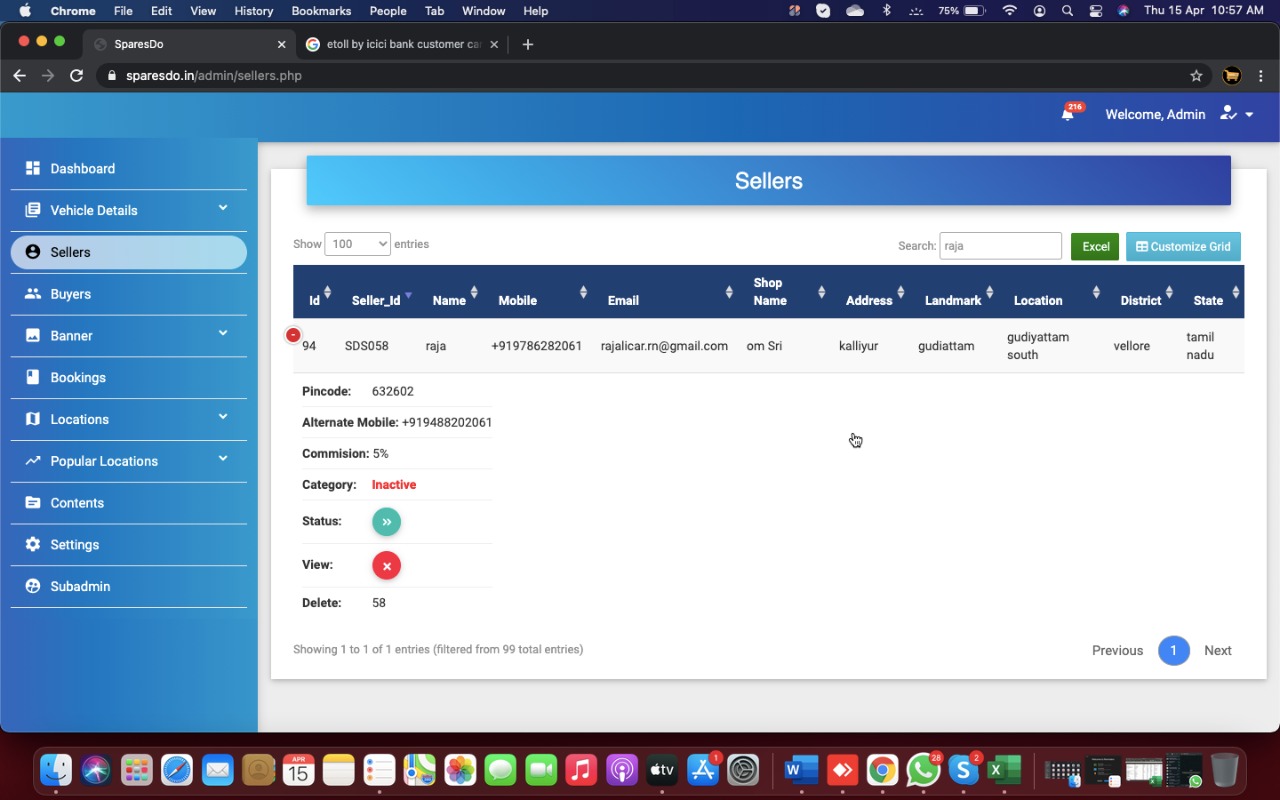 Chrome File Edit View History Bookmarks People Tab Window Help 75% Thu 15 Apr 10:57 AM
SparesDo etoll by icici bank customer ca
sparesdo.in/admin/sellers.php
216 Welcome, Admin
Dashboard
Vehicle Details
Sellers
Buyers
Banner
Bookings
Locations
Popular Locations
Contents
Settings
Subadmin
Sellers
Show 100 entries Search: raja Excel Customize Grid
Id Seller_Id Name Mobile Email Shop Name Address Landmark Location District State
94 SDS058 raja +919786282061 rajalicar.rn@gmail.com om Sri kalliyur gudiattam gudiyattam south vellore tamil nadu
Pincode: 632602
Alternate Mobile: +919488202061
Commision: 5%
Category: Inactive
Status:
View:
Delete: 58
Showing 1 to 1 of 1 entries (filtered from 99 total entries) Previous 1 Next
APR 15 tv 1 W 28 S 2 X